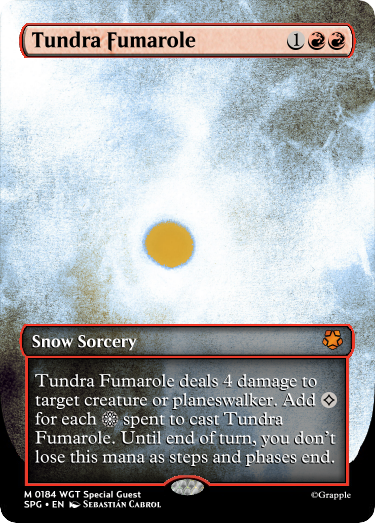 Tundra Fumarole 1
Snow Sorcery
Tundra Fumarole deals 4 damage to
target creature or planeswalker. Add
for each spent to cast Tundra
Fumarole. Until end of turn, you don't
lose this mana as steps and phases end.
M 0184 WGT Special Guest
SPG • EN Sebastián Cabrol
©Grapple